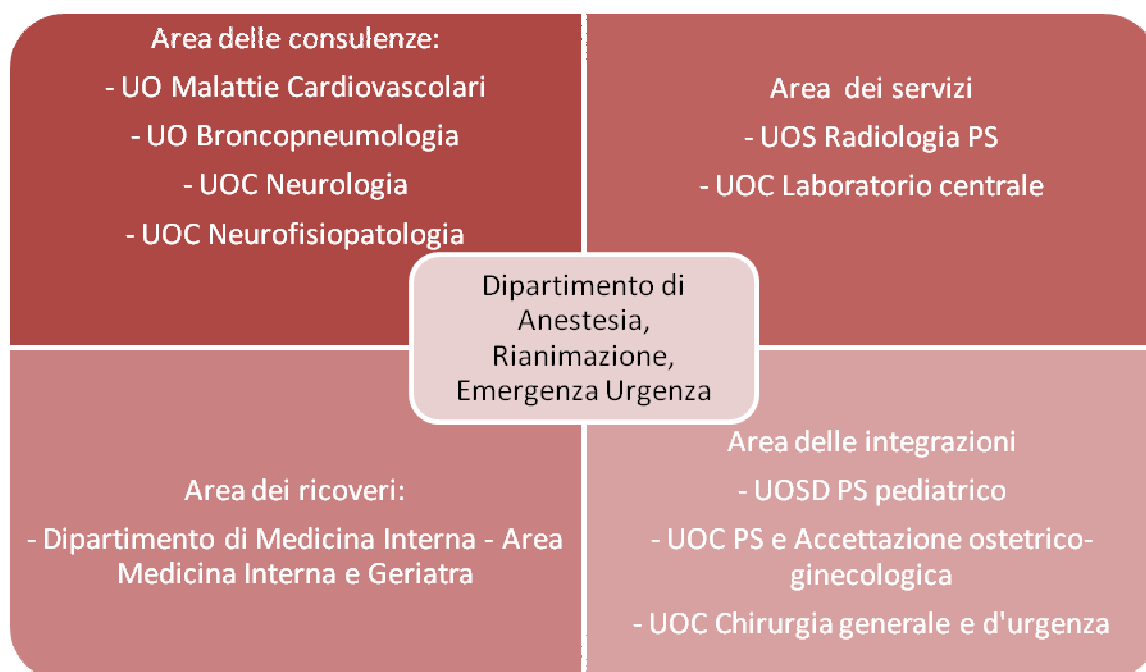 Area delle consulenze:
- UO Malattie Cardiovascolari
- UO Broncopneumologia
- UOC Neurologia
- UOC Neurofisiopatologia
Area dei servizi
- UOS Radiologia PS
- UOC Laboratorio centrale
Dipartimento di
Anestesia,
Rianimazione,
Emergenza Urgenza
Area dei ricoveri:
- Dipartimento di Medicina Interna - Area
Medicina Interna e Geriatra
Area delle integrazioni
- UOSD PS pediatrico
- UOC PS e Accettazione ostetrico-
ginecologica
- UOC Chirurgia generale e d'urgenza